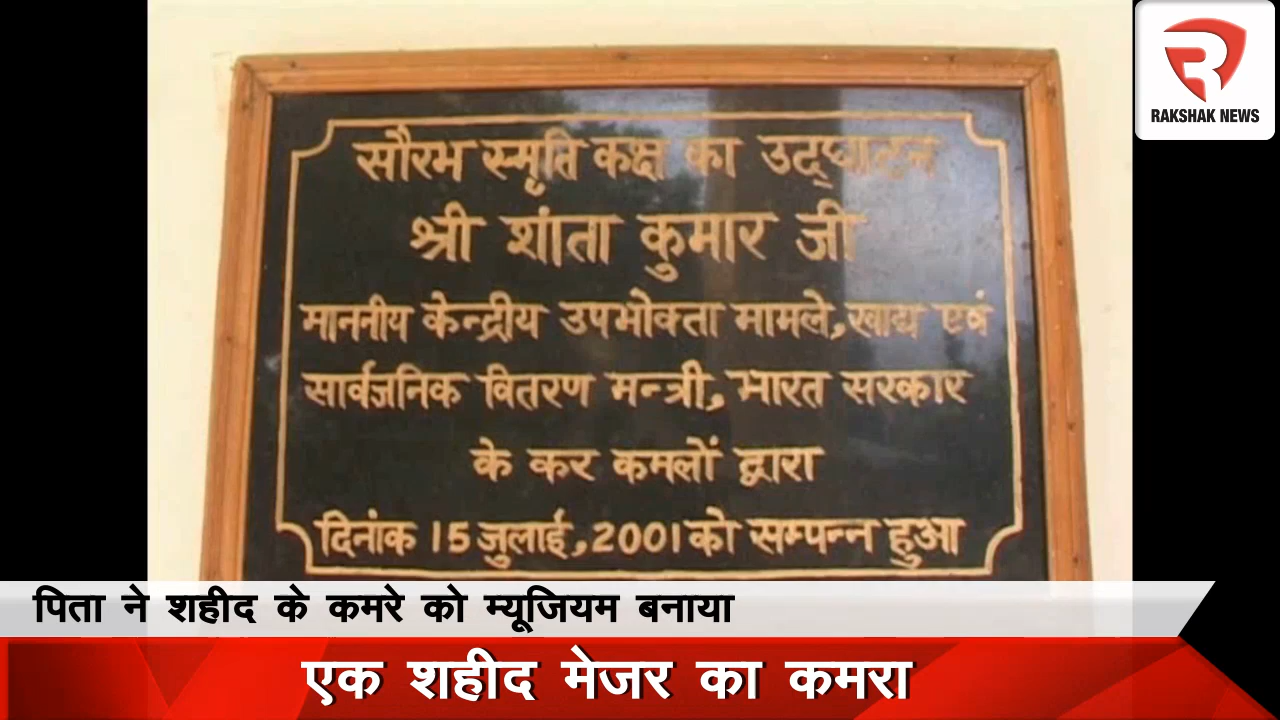 RAKSHAK NEWS
सौरभ स्मृति कक्ष का उद्घाटन
श्री शांता कुमार जी
माननीय केन्द्रीय उपभोक्ता मामले, खाद्य एवं
सार्वजनिक वितरण मन्त्री, भारत सरकार
के कर कमलों द्वारा
दिनांक 15 जुलाई, 2001 को सम्पन्न हुआ
पिता ने शहीद के कमरे को म्यूजियम बनाया
एक शहीद मेजर का कमरा